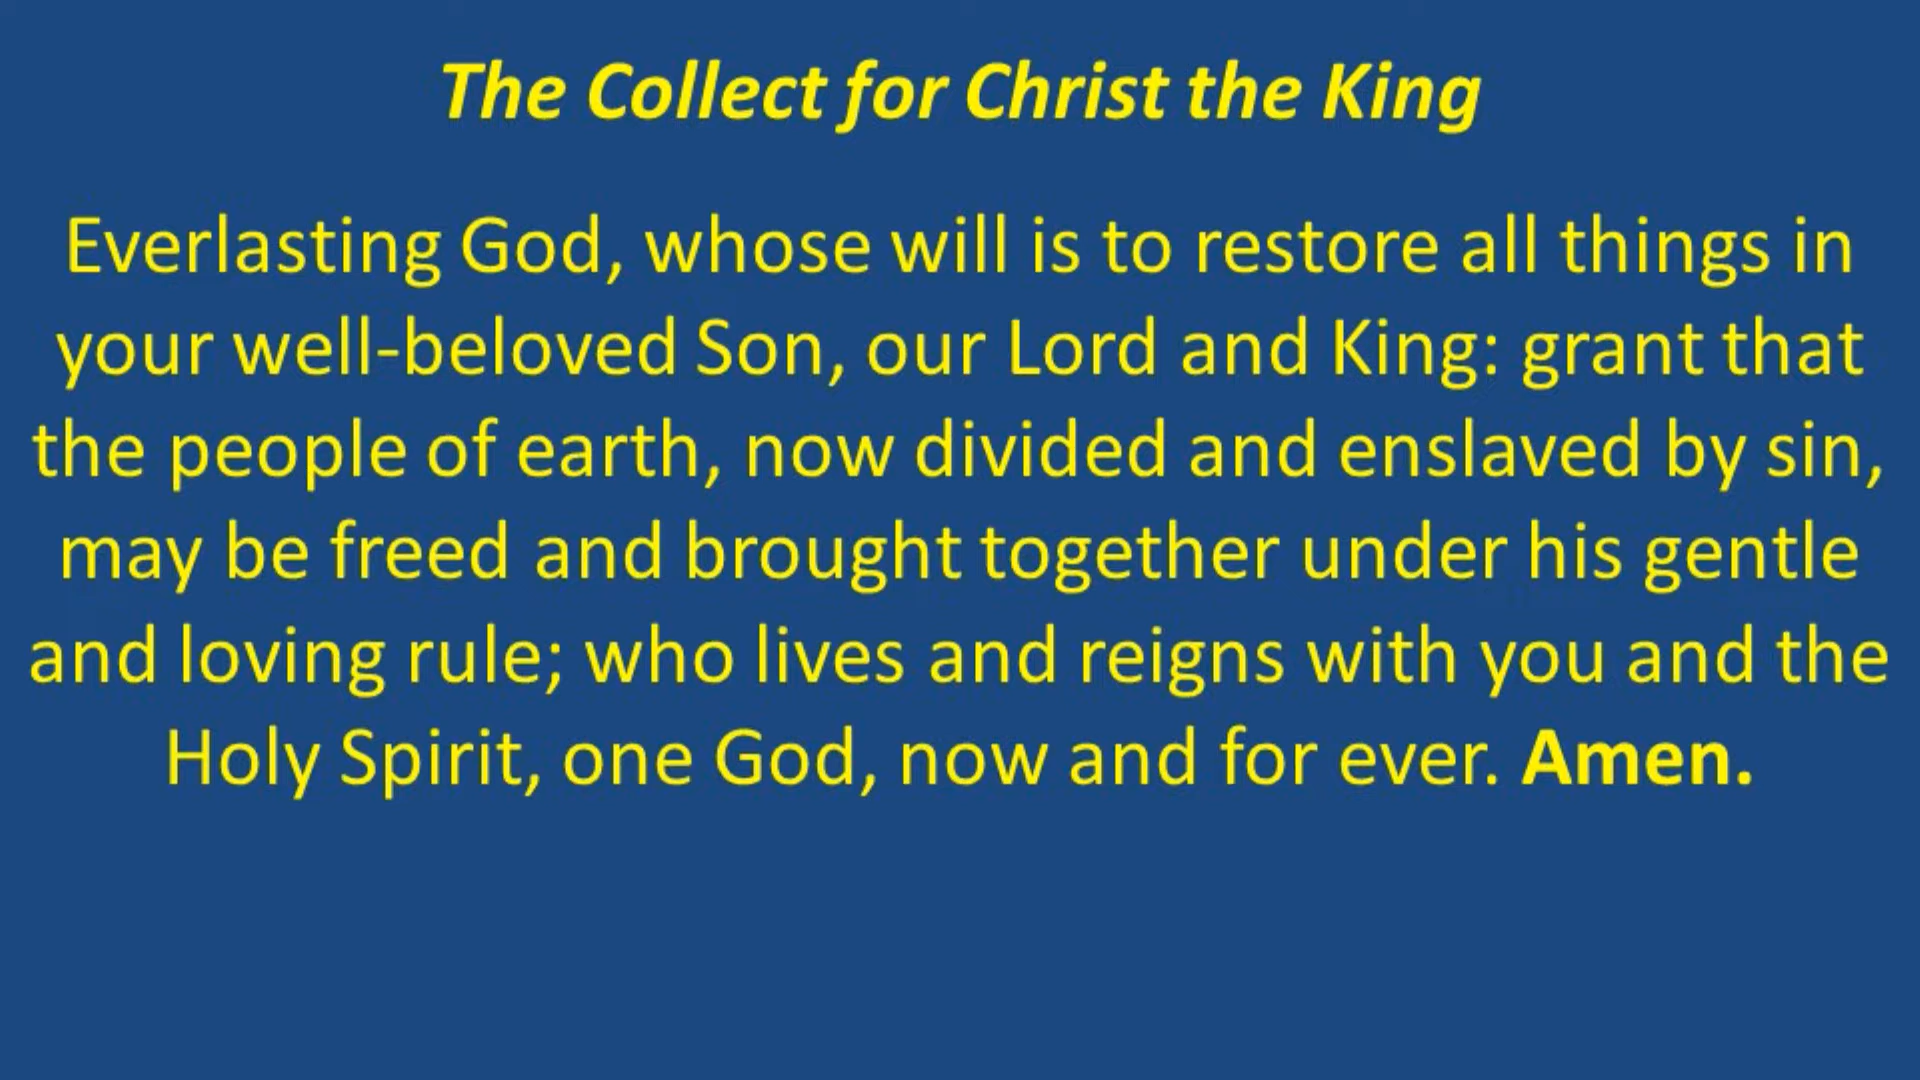 The Collect for Christ the King
Everlasting God, whose will is to restore all things in
your well-beloved Son, our Lord and King: grant that
the people of earth, now divided and enslaved by sin,
may be freed and brought together under his gentle
and loving rule; who lives and reigns with you and the
Holy Spirit, one God, now and for ever. Amen.